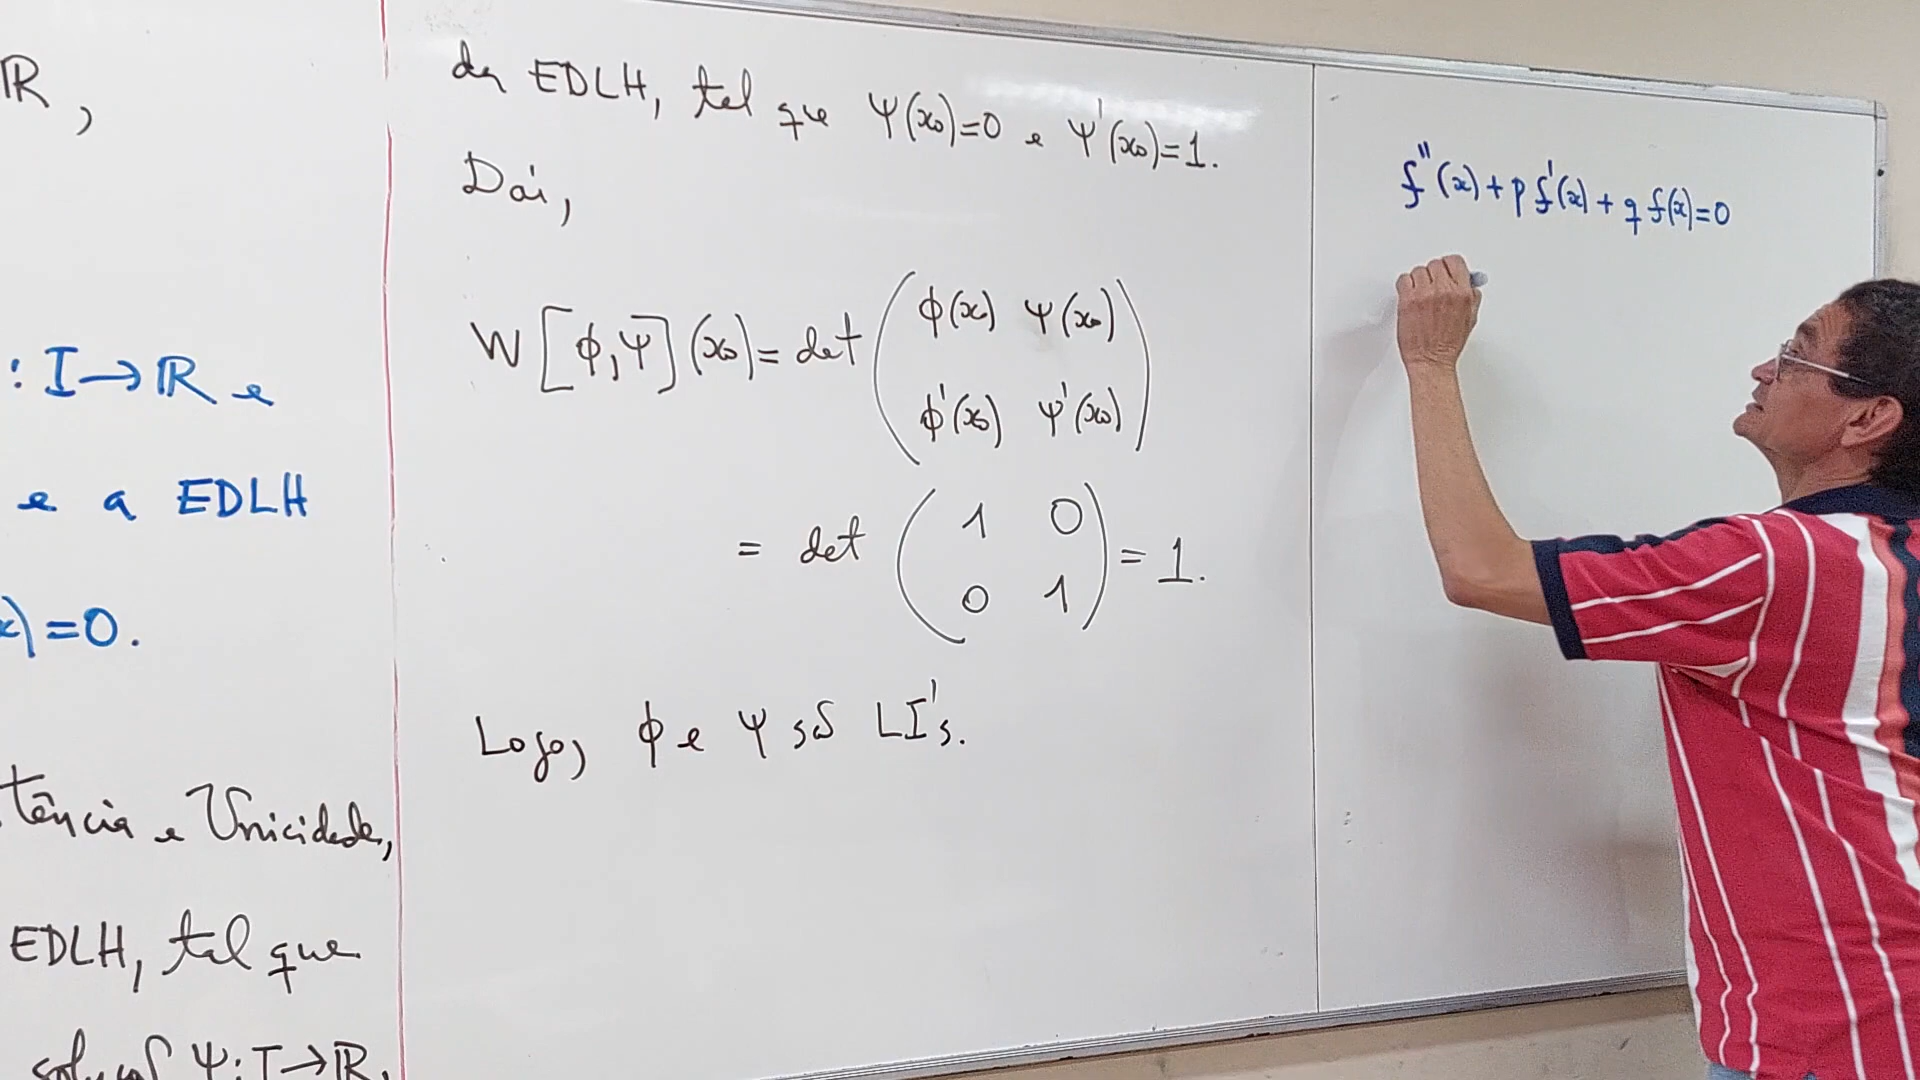 ℝ,
: I → ℝ e
e a EDLH
x) = 0.
tência e Unicidade,
EDLH, tal que
Ψ: I → ℝ,
da EDLH, tal que Ψ(x₀)=0 e Ψ'(x₀)=1.
Daí,
W[ϕ,Ψ](x₀) = det ( ϕ(x₀) Ψ(x₀)
ϕ'(x₀) Ψ'(x₀) )
= det ( 1 0
0 1 ) = 1.
Logo, ϕ e Ψ são LI's.
f''(x) + p f'(x) + q f(x) = 0